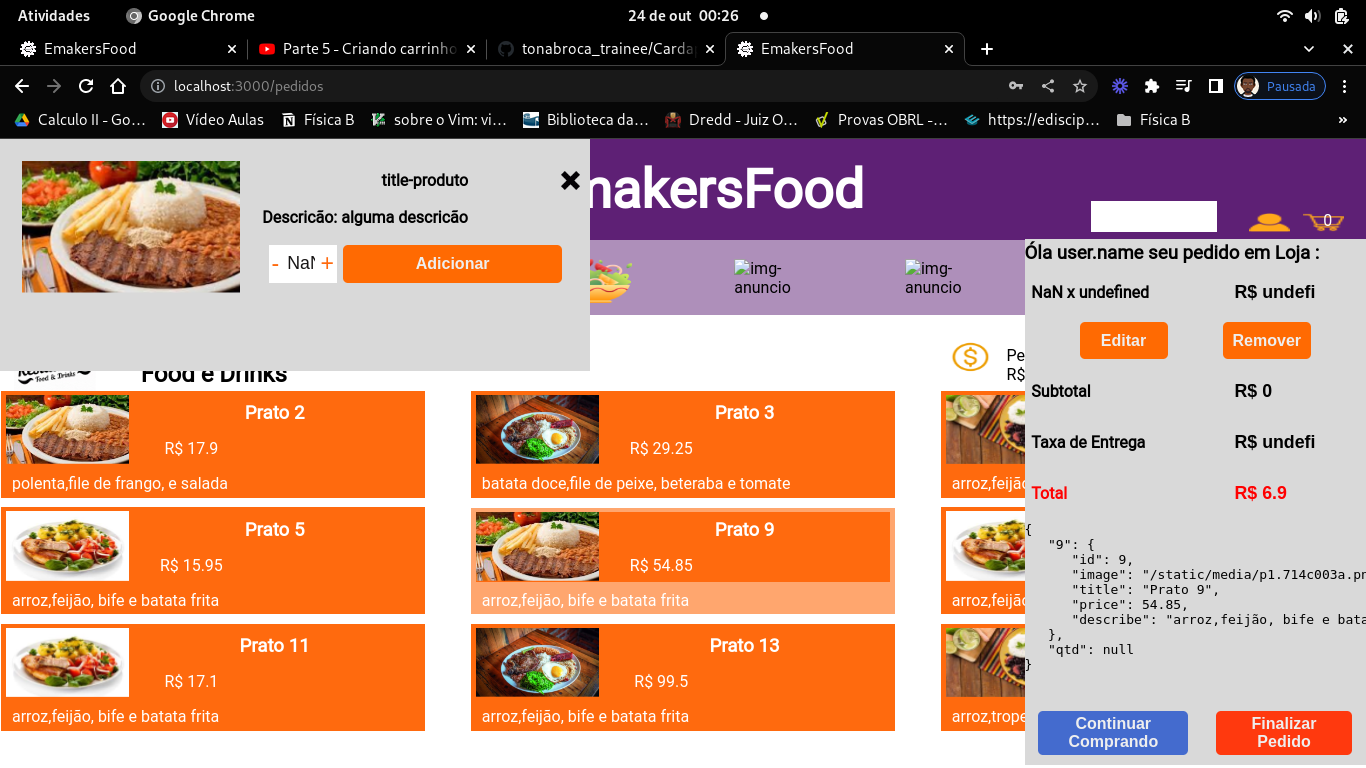 Atividades
Google Chrome
24 de out 00:26
EmakersFood
Parte 5 - Criando carrinho
tonabroca_trainee/Carda
EmakersFood
localhost:3000/pedidos
Pausada
Calculo II - Go…
Vídeo Aulas
Física B
sobre o Vim: vi…
Biblioteca da…
Dredd - Juiz O…
Provas OBRL -…
https://ediscip…
Física B
»
title-produto
Descricão: alguma descricão
- NaN +
Adicionar
makersFood
0
img-
anuncio
img-
anuncio
Food & Drinks
Food e Drinks
Pe
R$
Prato 2
R$ 17.9
polenta,file de frango, e salada
Prato 3
R$ 29.25
batata doce,file de peixe, beteraba e tomate
arroz,feijão
Prato 5
R$ 15.95
arroz,feijão, bife e batata frita
Prato 9
R$ 54.85
arroz,feijão, bife e batata frita
arroz,feijão
Prato 11
R$ 17.1
arroz,feijão, bife e batata frita
Prato 13
R$ 99.5
arroz,feijão, bife e batata frita
arroz,trope
Óla user.name seu pedido em Loja :
NaN x undefined
R$ undefi
Editar
Remover
Subtotal
R$ 0
Taxa de Entrega
R$ undefi
Total
R$ 6.9
{
"9": {
"id": 9,
"image": "/static/media/p1.714c003a.pn
"title": "Prato 9",
"price": 54.85,
"describe": "arroz,feijão, bife e bata
},
"qtd": null
}
Continuar
Comprando
Finalizar
Pedido